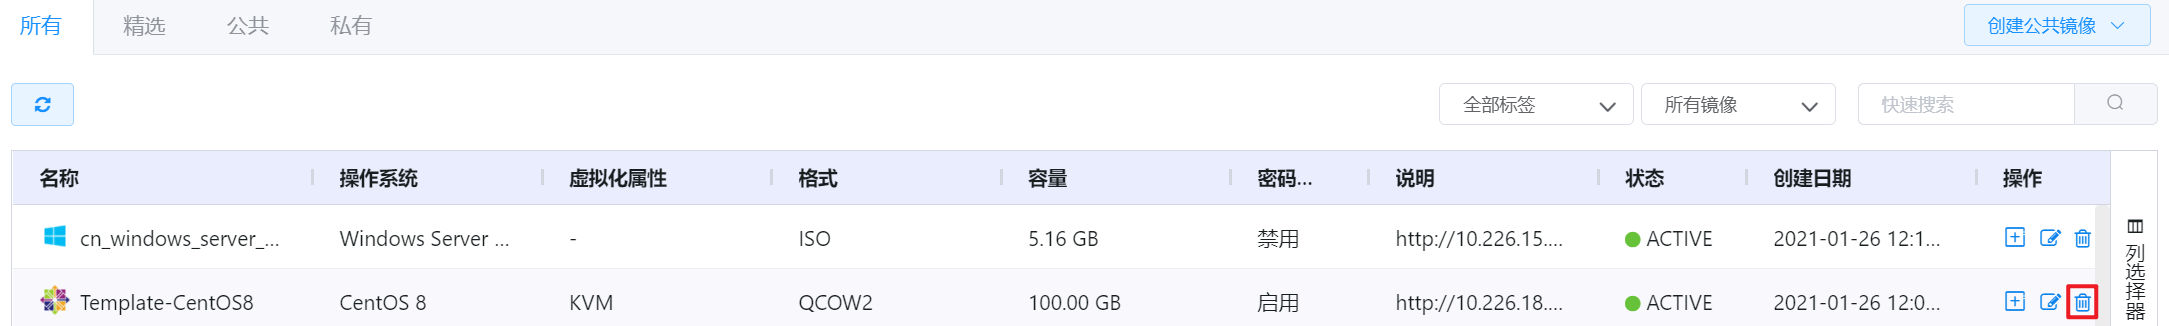 所有 精选 公共 私有 创建公共镜像
全部标签 所有镜像 快速搜索
名称 操作系统 虚拟化属性 格式 容量 密码... 说明 状态 创建日期 操作
cn_windows_server_... Windows Server ... - ISO 5.16 GB 禁用 http://10.226.15.... ACTIVE 2021-01-26 12:1...
Template-CentOS8 CentOS 8 KVM QCOW2 100.00 GB 启用 http://10.226.18.... ACTIVE 2021-01-26 12:0...
列选择器